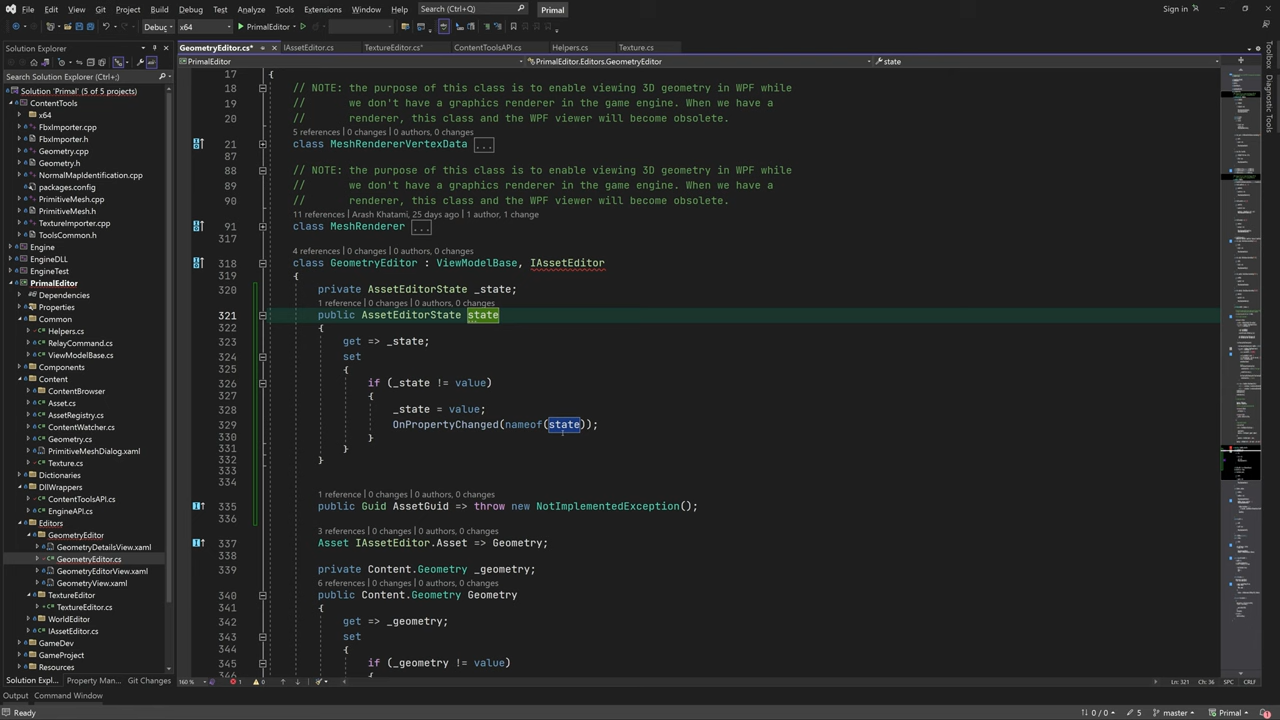 File Edit View Git Project Build Debug Test Analyze Tools Extensions Window Help Search (Ctrl+;) Primal Sign in
Debug x64 PrimalEditor
Solution Explorer
Search Solution Explorer (Ctrl+;)
Solution 'Primal' (5 of 5 projects)
ContentTools
x64
FbxImporter.cpp
FbxImporter.h
Geometry.cpp
Geometry.h
NormalMapIdentification.cpp
packages.config
PrimitiveMesh.cpp
PrimitiveMesh.h
TextureImporter.cpp
ToolsCommon.h
Engine
EngineDLL
EngineTest
PrimalEditor
Dependencies
Properties
Common
Helpers.cs
RelayCommand.cs
ViewModelBase.cs
Components
Content
ContentBrowser
Asset.cs
AssetRegistry.cs
ContentWatcher.cs
Geometry.cs
PrimitiveMeshDialog.xaml
Texture.cs
Dictionaries
DllWrappers
ContentToolsAPI.cs
EngineAPI.cs
Editors
GeometryEditor
GeometryDetailsView.xaml
GeometryEditor.cs
GeometryEditorView.xaml
GeometryView.xaml
TextureEditor
TextureEditor.cs
WorldEditor
IAssetEditor.cs
GameDev
GameProject
Resources
Solution Explo... Property Man... Git Changes
GeometryEditor.cs* IAssetEditor.cs TextureEditor.cs* ContentToolsAPI.cs Helpers.cs Texture.cs
PrimalEditor PrimalEditor.Editors.GeometryEditor state
17 {
18 // NOTE: the purpose of this class is to enable viewing 3D geometry in WPF while
19 // we don't have a graphics renderer in the game engine. When we have a
20 // renderer, this class and the WPF viewer will become obsolete.
5 references | 0 changes | 0 authors, 0 changes
21 class MeshRendererVertexData ...
87
88 // NOTE: the purpose of this class is to enable viewing 3D geometry in WPF while
89 // we don't have a graphics renderer in the game engine. When we have a
90 // renderer, this class and the WPF viewer will become obsolete.
11 references | Arash Khatami, 25 days ago | 1 author, 1 change
91 class MeshRenderer ...
317
4 references | 0 changes | 0 authors, 0 changes
318 class GeometryEditor : ViewModelBase, IAssetEditor
319 {
320 private AssetEditorState _state;
1 reference | 0 changes | 0 authors, 0 changes
321 public AssetEditorState state
322 {
323 get => _state;
324 set
325 {
326 if (_state != value)
327 {
328 _state = value;
329 OnPropertyChanged(nameof(state));
330 }
331 }
332 }
333
334
1 reference | 0 changes | 0 authors, 0 changes
335 public Guid AssetGuid => throw new NotImplementedException();
336
3 references | 0 changes | 0 authors, 0 changes
337 Asset IAssetEditor.Asset => Geometry;
338
339 private Content.Geometry _geometry;
6 references | 0 changes | 0 authors, 0 changes
340 public Content.Geometry Geometry
341 {
342 get => _geometry;
343 set
344 {
345 if (_geometry != value)
346 {
160 % 1 0 Ln: 321 Ch: 36 SPC CRLF
Toolbox
Diagnostic Tools
Output Command Window
Ready 0 / 0 5 master Primal 1